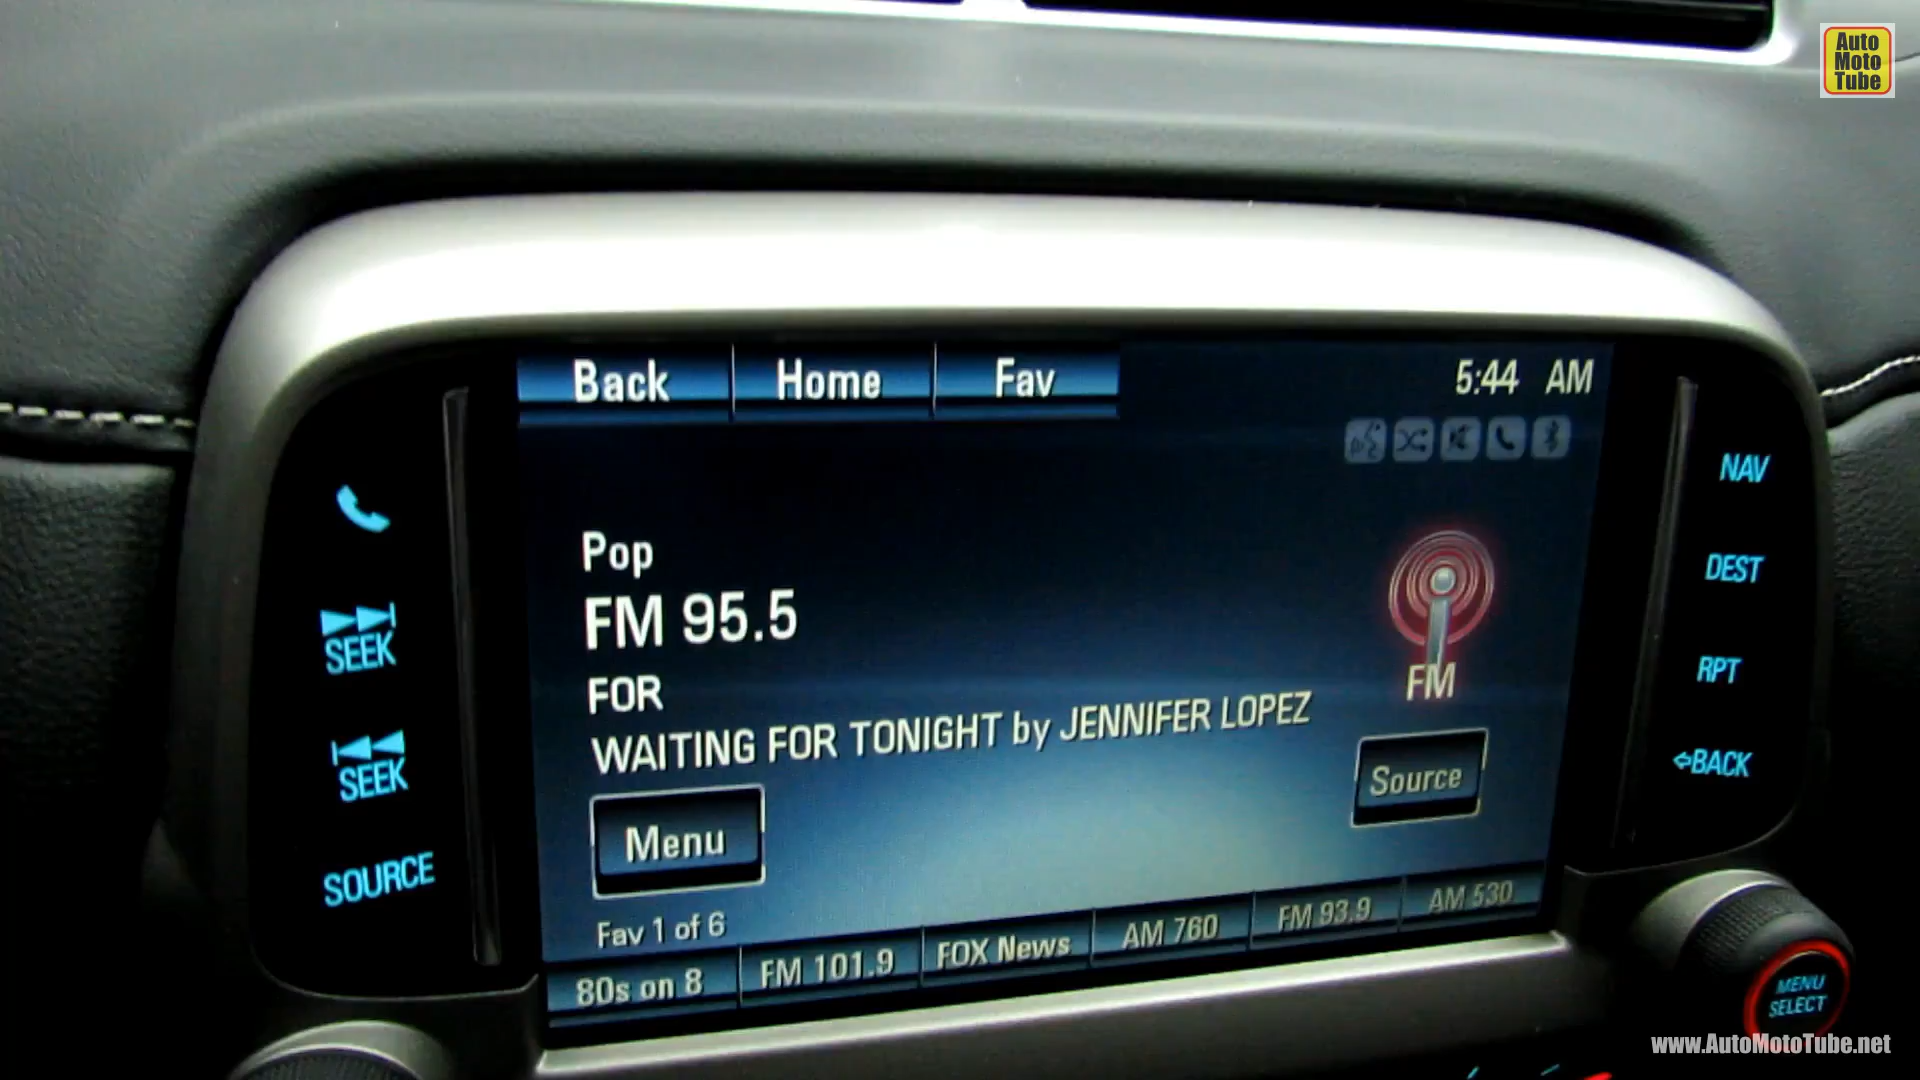 Auto
Moto
Tube
Back
Home
Fav
5:44 AM
NAV
Pop
DEST
FM 95.5
SEEK
FOR
RPT
FM
WAITING FOR TONIGHT by JENNIFER LOPEZ
SEEK
Source
BACK
Menu
SOURCE
Fav 1 of 6
80s on 8
FM 101.9
FOX News
AM 760
FM 93.9
AM 530
MENU
SELECT
www.AutoMotoTube.net